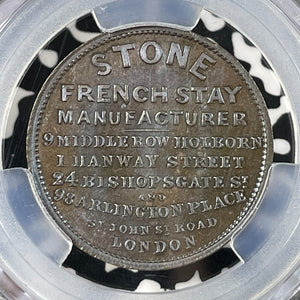 STONE
FRENCH STAY
MANUFACTURER
9 MIDDLE ROW HOLBORN
1 HANWAY STREET
24 BISHOPSGATE ST
AND
93 ARLINGTON PLACE
ST JOHN ST ROAD
LONDON